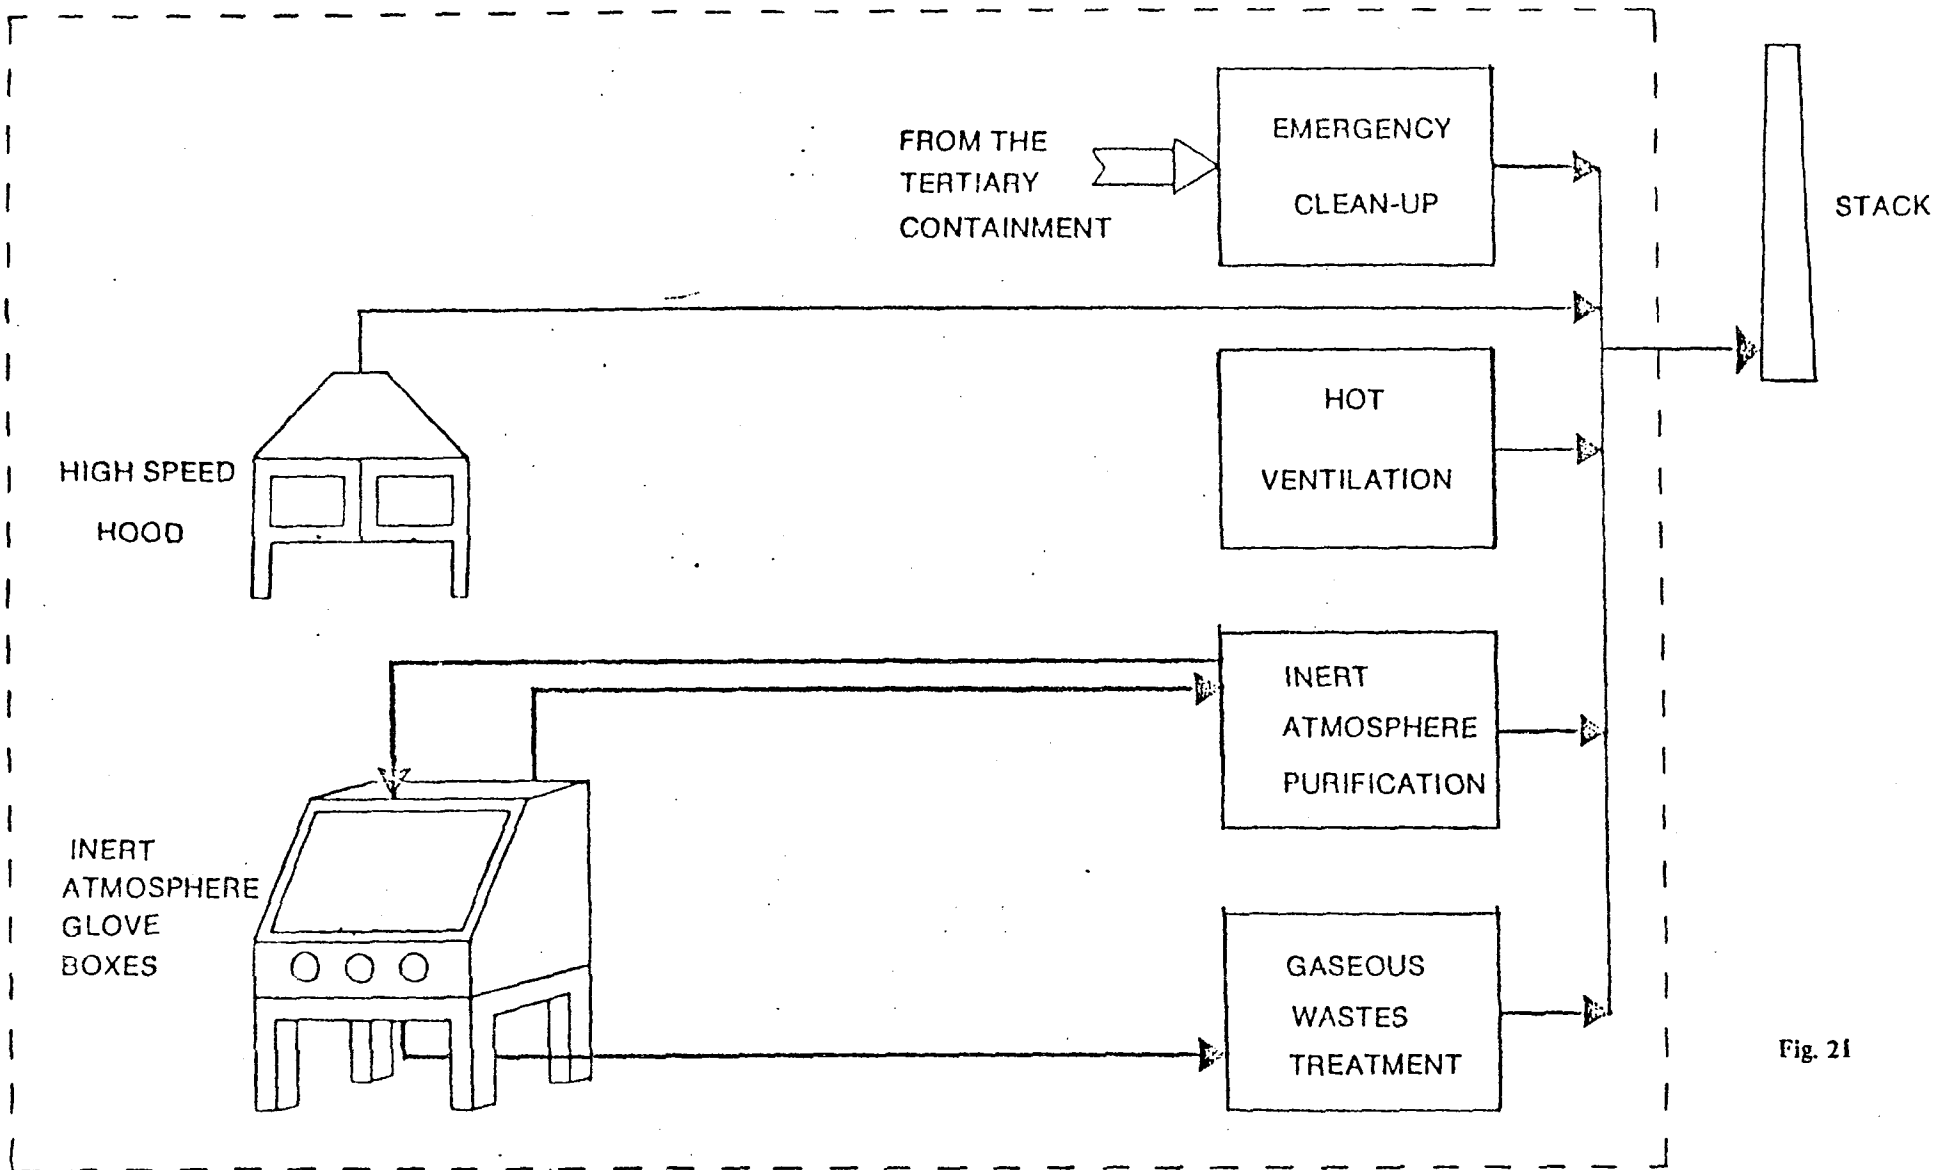 FROM THE
TERTIARY
CONTAINMENT
EMERGENCY
CLEAN-UP
STACK
HIGH SPEED
HOOD
HOT
VENTILATION
INERT
ATMOSPHERE
GLOVE
BOXES
INERT
ATMOSPHERE
PURIFICATION
GASEOUS
WASTES
TREATMENT
Fig. 21